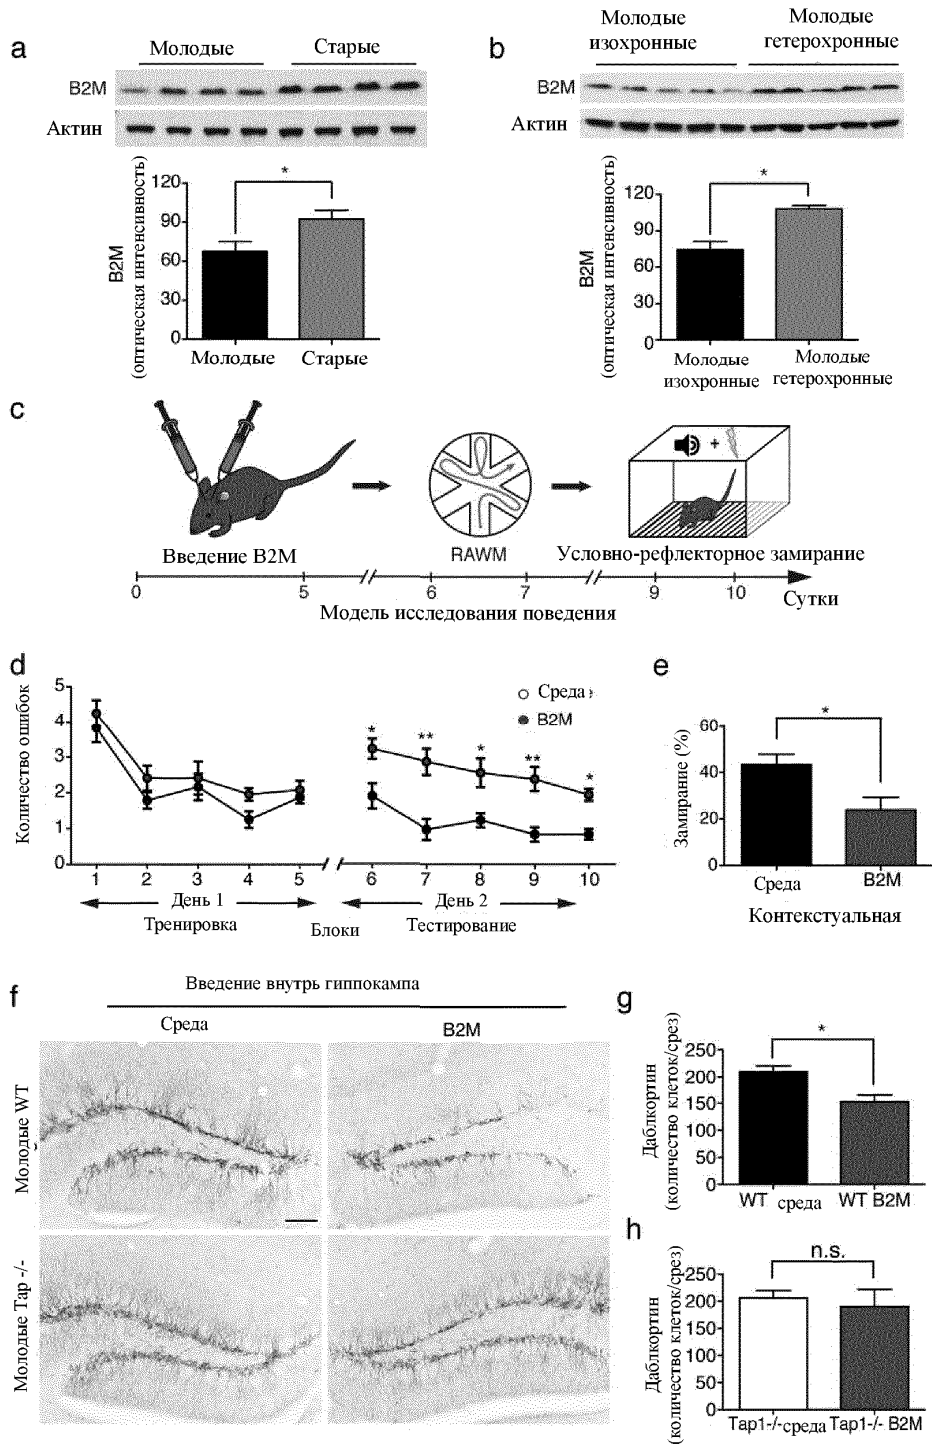 a
Молодые Старые
B2M
Актин
B2M
(оптическая интенсивность)
120
90
60
30
0
*
Молодые Старые
b
Молодые
изохронные
Молодые
гетерохронные
B2M
Актин
B2M
(оптическая интенсивность)
120
90
60
30
0
*
Молодые
изохронные
Молодые
гетерохронные
c
+
Введение B2M
RAWM
Условно-рефлекторное замирание
0 5 6 7 9 10
Сутки
Модель исследования поведения
d
Количество ошибок
5
4
3
2
1
0
Среда
B2M
* ** * ** *
1 2 3 4 5 6 7 8 9 10
День 1 День 2
Тренировка Блоки Тестирование
e
Замирание (%)
60
40
20
0
*
Среда B2M
Контекстуальная
f
Введение внутрь гиппокампа
Среда B2M
Молодые WT
Молодые Tap -/-
g
Даблкортин
(количество клеток/срез)
250
200
150
100
50
0
*
WT среда WT B2M
h
Даблкортин
(количество клеток/срез)
250
200
150
100
50
0
n.s.
Tap1-/-среда Tap1-/- B2M